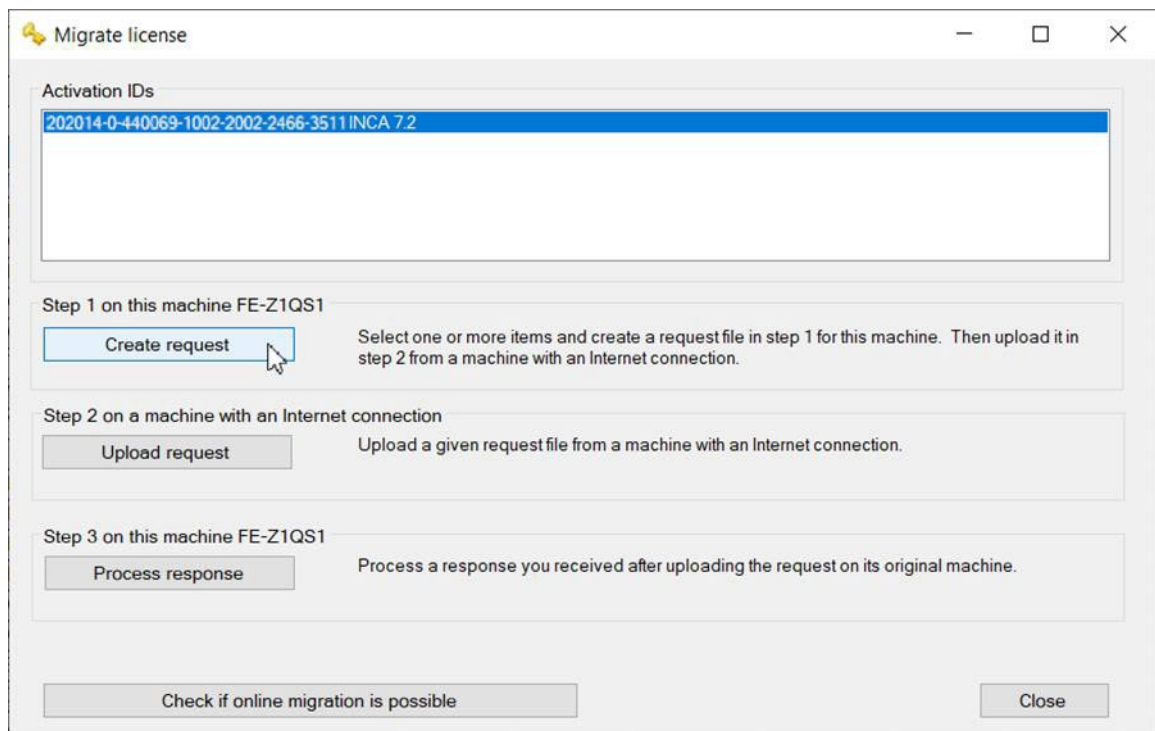 Migrate license
Activation IDs
202014-0-440069-1002-2002-2466-3511 INCA 7.2
Step 1 on this machine FE-Z1QS1
Create request
Select one or more items and create a request file in step 1 for this machine. Then upload it in
step 2 from a machine with an Internet connection.
Step 2 on a machine with an Internet connection
Upload request
Upload a given request file from a machine with an Internet connection.
Step 3 on this machine FE-Z1QS1
Process response
Process a response you received after uploading the request on its original machine.
Check if online migration is possible
Close